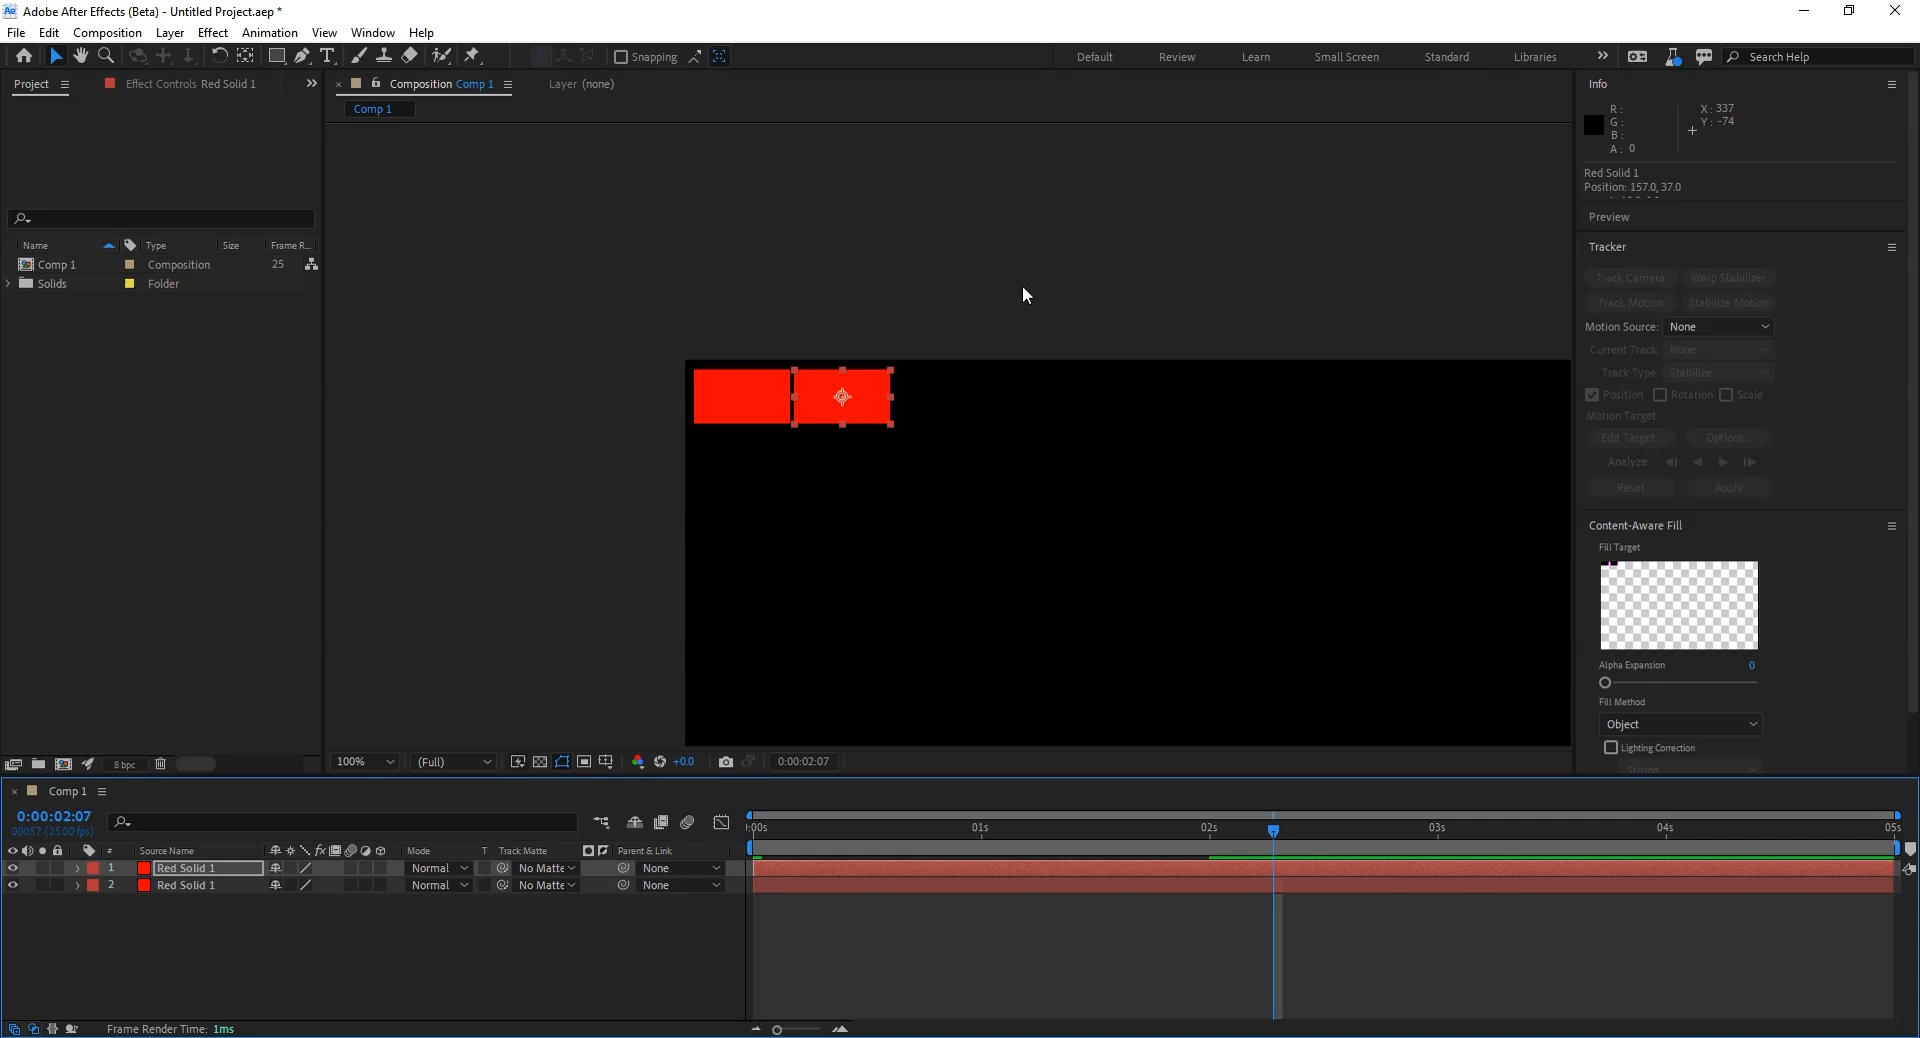 Adobe After Effects (Beta) - Untitled Project.aep *
File Edit Composition Layer Effect Animation View Window Help
Snapping Default Review Learn Small Screen Standard Libraries Search Help
Project Effect Controls Red Solid 1
Composition Comp 1 Layer (none)
Comp 1
Name Type Size Frame R...
Comp 1 Composition 25
Solids Folder
8 bpc
100% (Full) +0.0 0:00:02:07
Info
R: X: 337
G: Y: -74
B:
A: 0
Red Solid 1
Position: 157.0, 37.0
Preview
Tracker
Track Camera Warp Stabilizer
Track Motion Stabilize Motion
Motion Source: None
Current Track: None
Track Type: Stabilize
Position Rotation Scale
Motion Target:
Edit Target... Options...
Analyze:
Reset Apply
Content-Aware Fill
Fill Target
Alpha Expansion 0
Fill Method
Object
Lighting Correction
Strong
Comp 1
0:00:02:07
00057 (25.00 fps)
:00s 01s 02s 03s 04s 05s
# Source Name fx Mode T Track Matte Parent & Link
1 Red Solid 1 Normal No Matte None
2 Red Solid 1 Normal No Matte None
Frame Render Time: 1ms